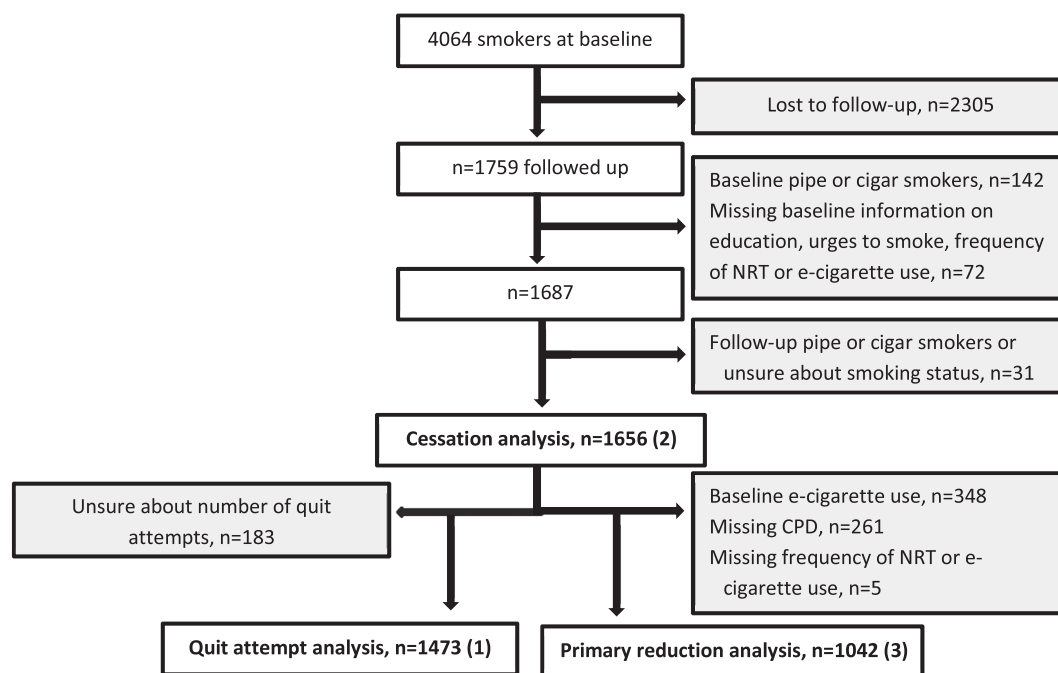 4064 smokers at baseline
Lost to follow-up, n=2305
n=1759 followed up
Baseline pipe or cigar smokers, n=142
Missing baseline information on
education, urges to smoke, frequency
of NRT or e-cigarette use, n=72
n=1687
Follow-up pipe or cigar smokers or
unsure about smoking status, n=31
Cessation analysis, n=1656 (2)
Unsure about number of quit
attempts, n=183
Baseline e-cigarette use, n=348
Missing CPD, n=261
Missing frequency of NRT or e-
cigarette use, n=5
Quit attempt analysis, n=1473 (1)
Primary reduction analysis, n=1042 (3)